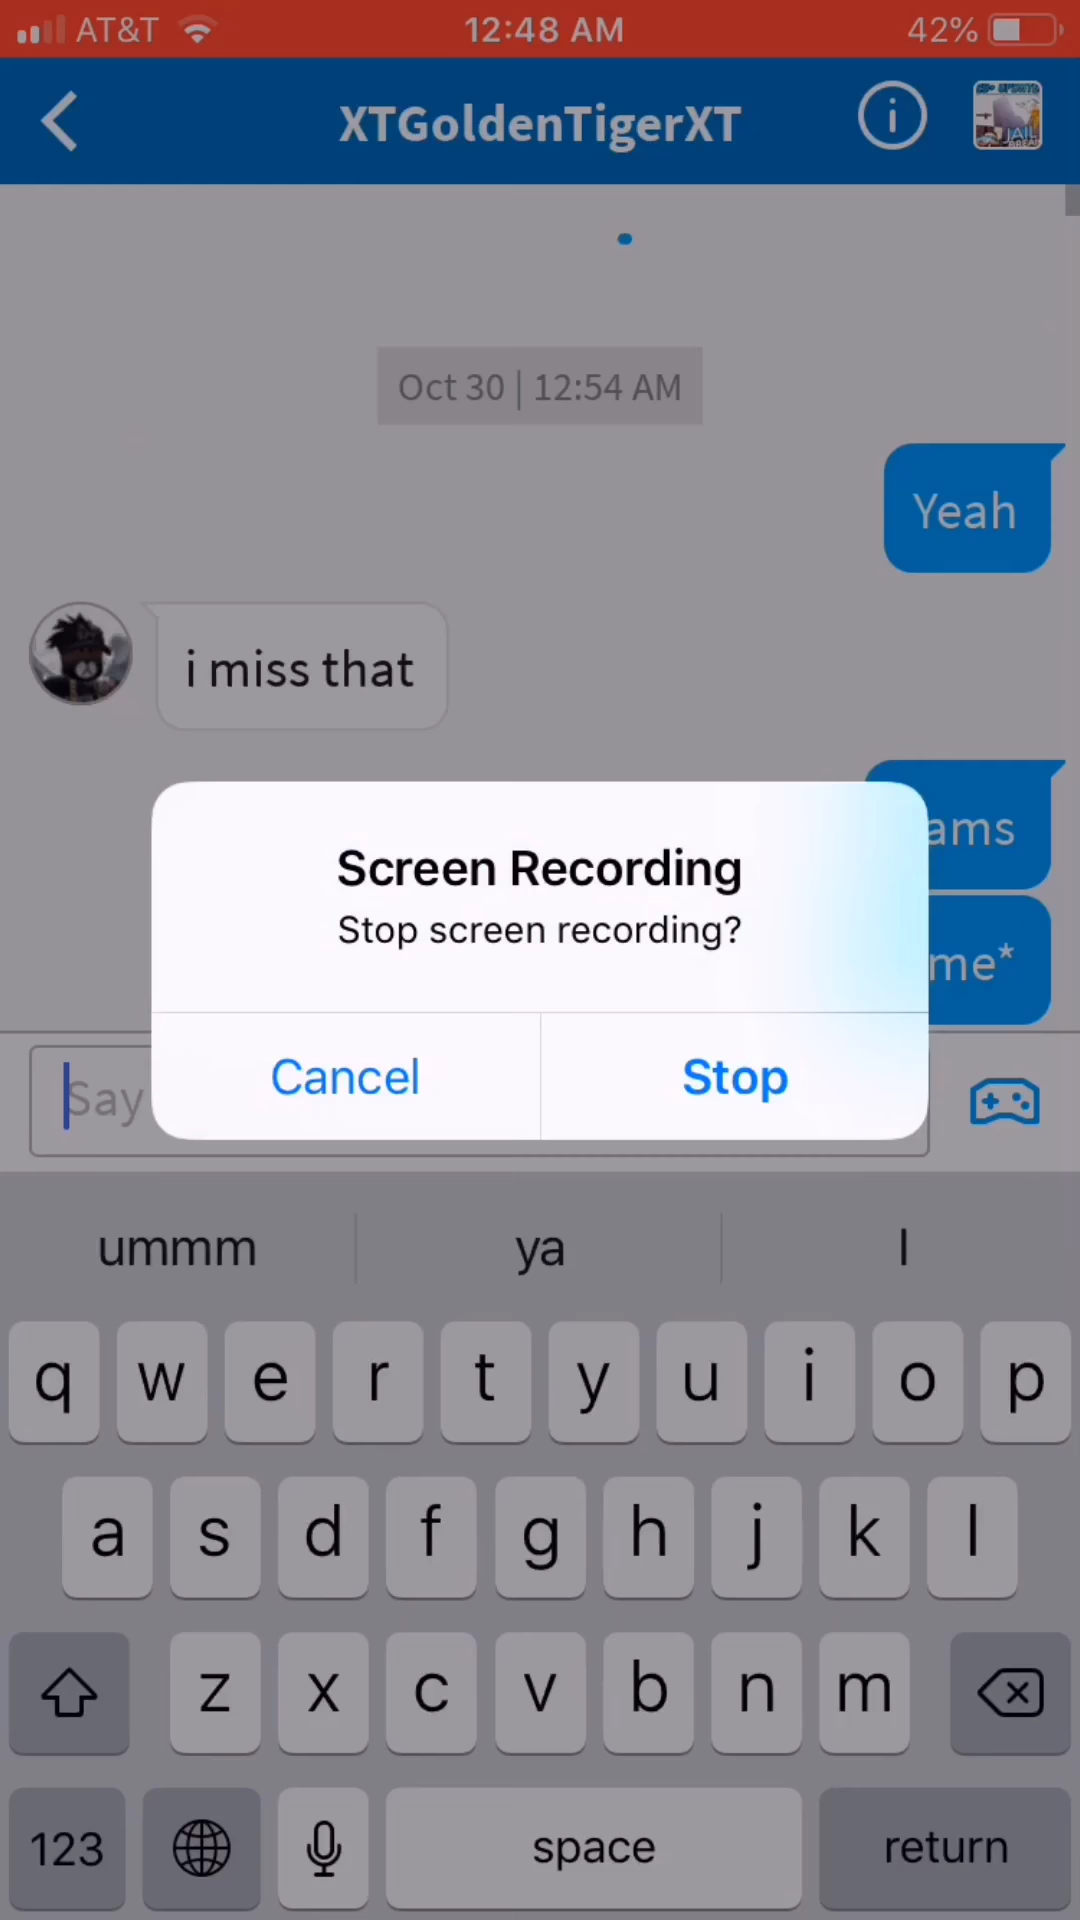 AT&T 12:48 AM 42%
XTGoldenTigerXT
JAIL
Oct 30 | 12:54 AM
Yeah
i miss that
ams
me*
Screen Recording
Stop screen recording?
Cancel Stop
Say
ummm ya I
q w e r t y u i o p
a s d f g h j k l
z x c v b n m
123 space return